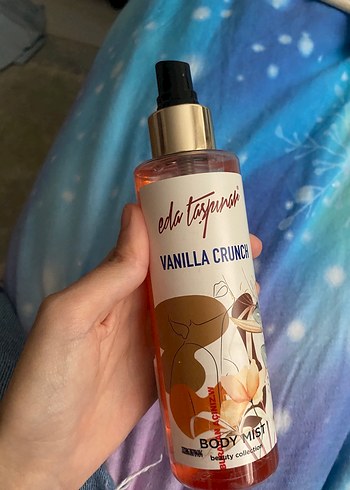 eda taşpınar
VANILLA CRUNCH
BODY MIST
beauty collection